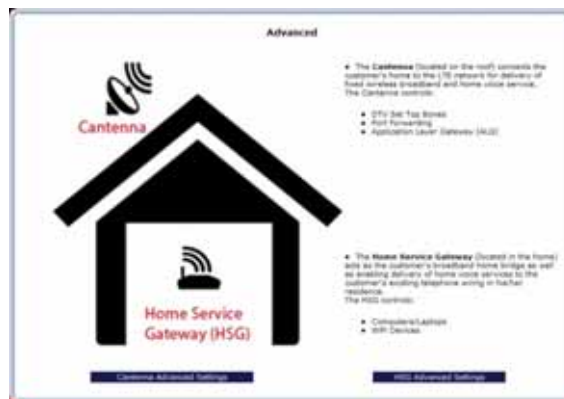 Advanced
Cantenna
Home Service
Gateway (HSG)
• The Cantenna (located on the roof) connects the
customer's home to the LTE network for delivery of
fixed wireless broadband and home voice service.
The Cantenna controls:
• DTV Set Top Boxes
• Port Forwarding
• Application Layer Gateway (ALG)
• The Home Service Gateway (located in the home)
acts as the customer's broadband home bridge as well
as enabling delivery of home voice services to the
customer's existing telephone wiring in his/her
residence.
The HSG controls:
• Computers/Laptops
• WiFi Devices
Cantenna Advanced Settings
HSG Advanced Settings